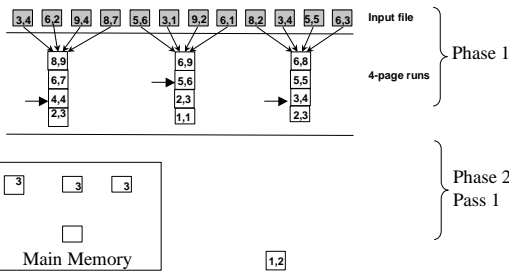 3,4 6,2 9,4 8,7 5,6 3,1 9,2 6,1 8,2 3,4 5,5 6,3 Input file
8,9 6,9 6,8
6,7 5,6 5,5 4-page runs
4,4 2,3 3,4
2,3 1,1 2,3
Phase 1
3 3 3
Phase 2
Pass 1
Main Memory 1,2